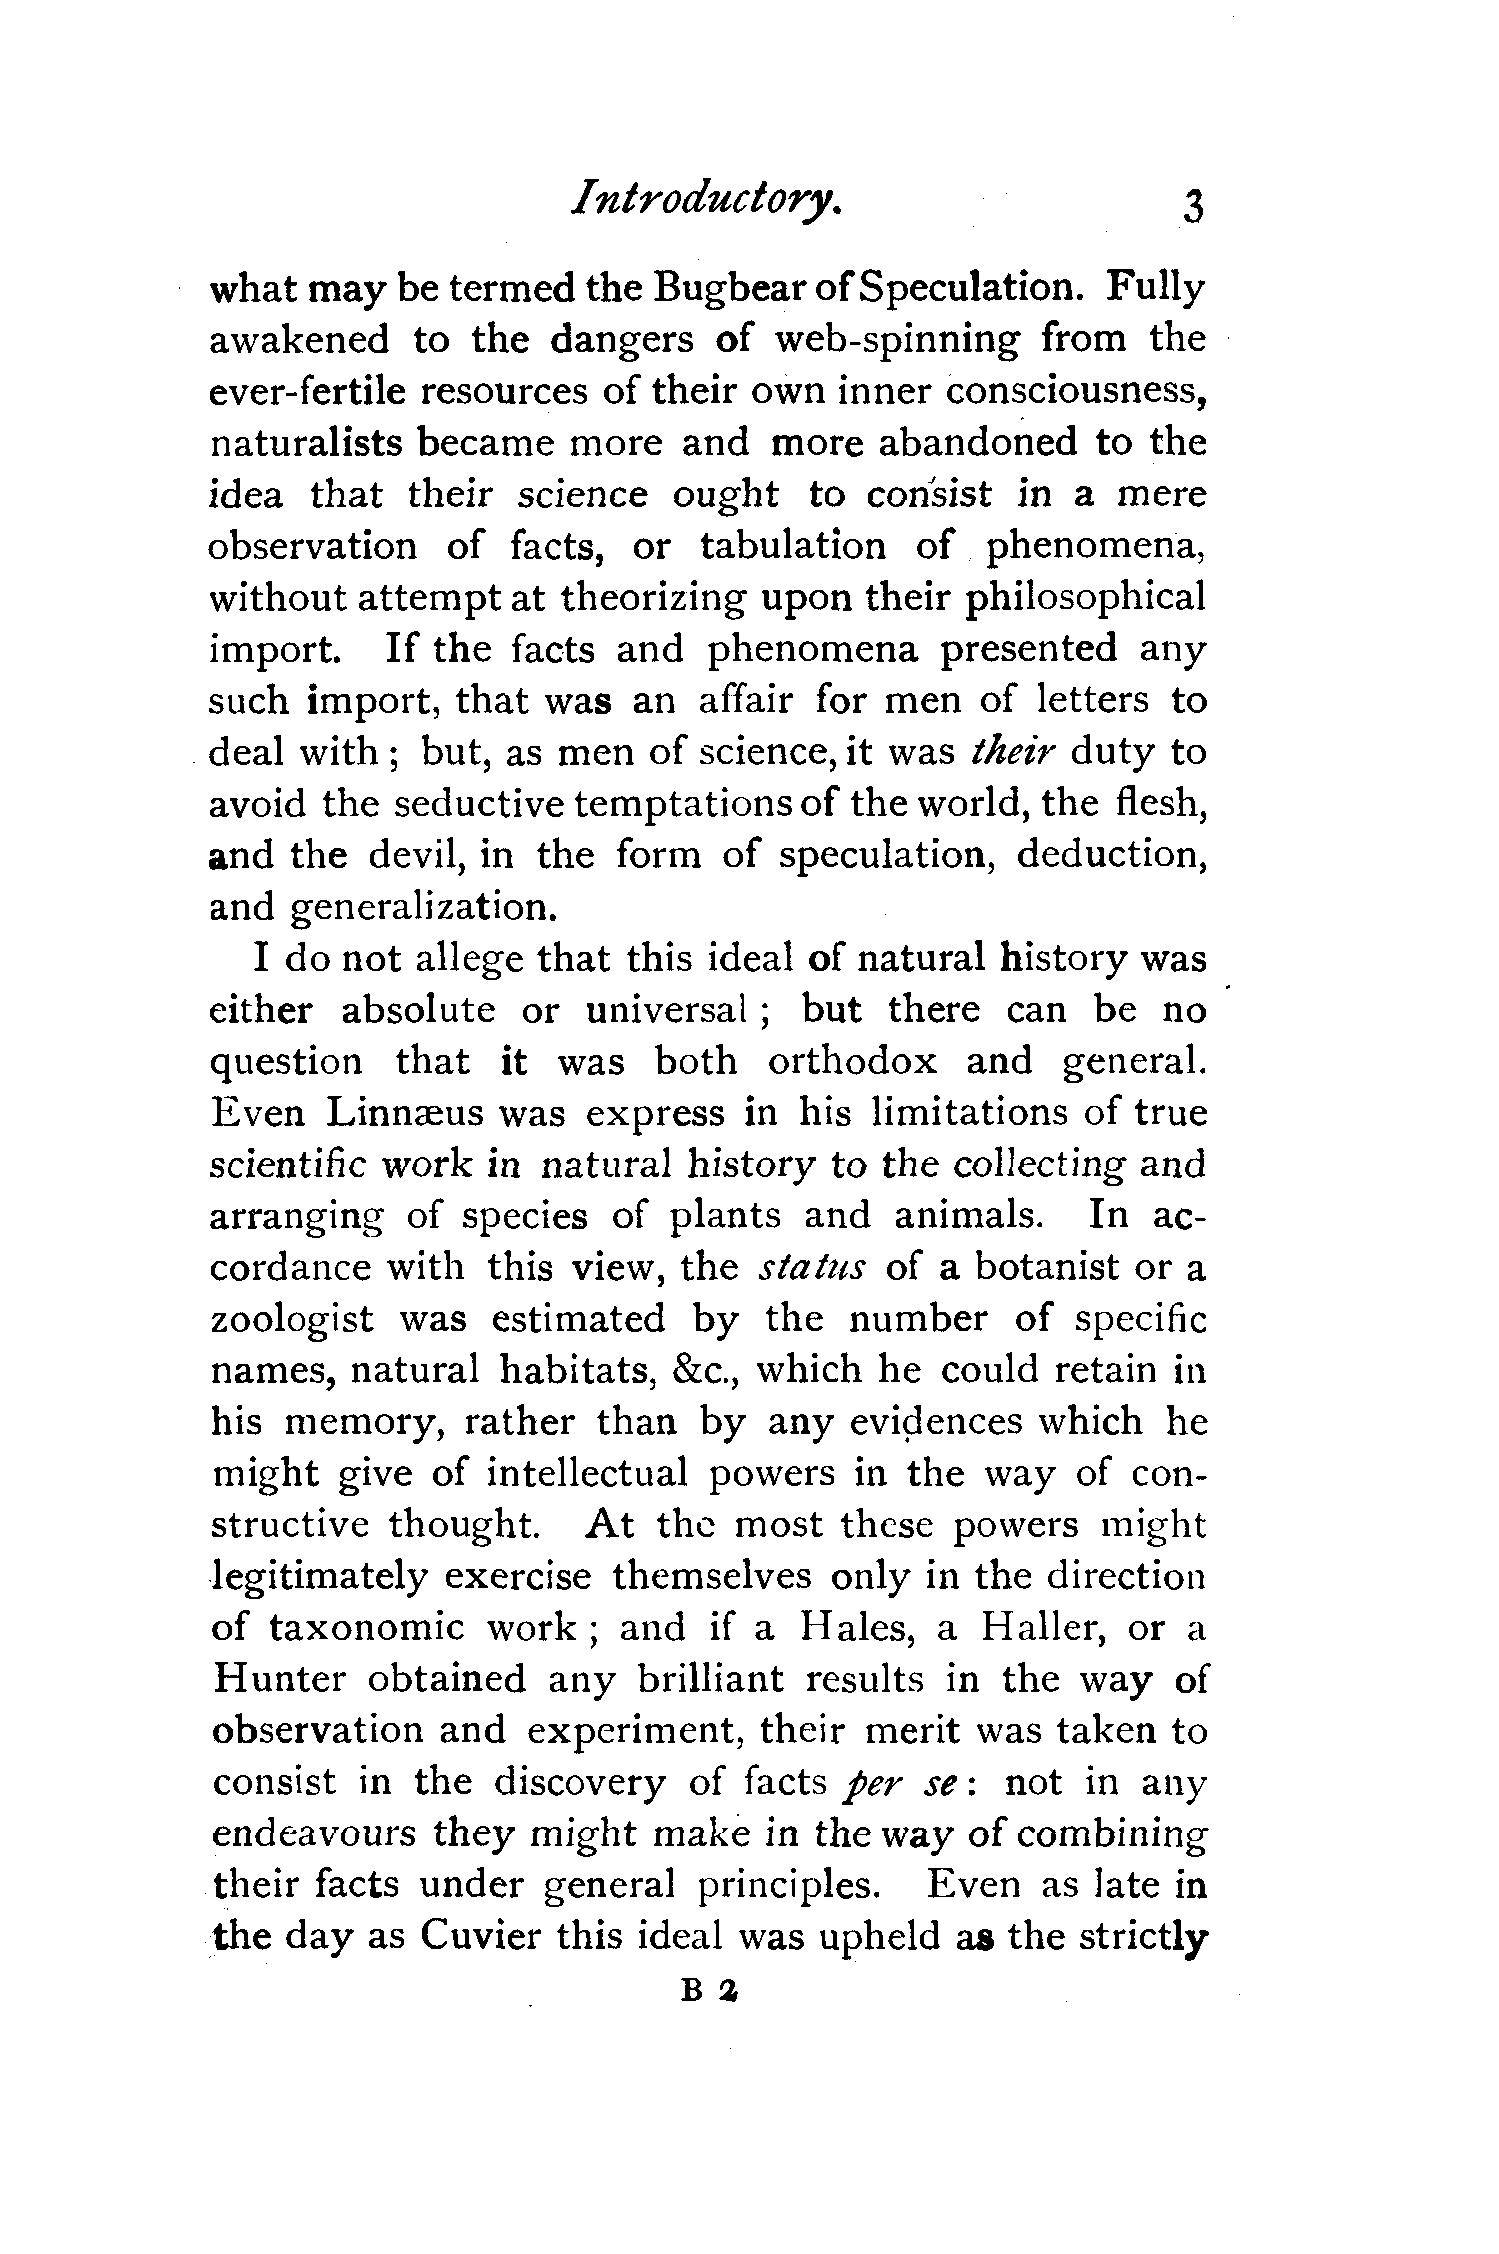 Introductory. 3
what may be termed the Bugbear of Speculation. Fully
awakened to the dangers of web-spinning from the
ever-fertile resources of their own inner consciousness,
naturalists became more and more abandoned to the
idea that their science ought to consist in a mere
observation of facts, or tabulation of phenomena,
without attempt at theorizing upon their philosophical
import. If the facts and phenomena presented any
such import, that was an affair for men of letters to
deal with ; but, as men of science, it was their duty to
avoid the seductive temptations of the world, the flesh,
and the devil, in the form of speculation, deduction,
and generalization.
I do not allege that this ideal of natural history was
either absolute or universal ; but there can be no
question that it was both orthodox and general.
Even Linnæus was express in his limitations of true
scientific work in natural history to the collecting and
arranging of species of plants and animals. In ac-
cordance with this view, the status of a botanist or a
zoologist was estimated by the number of specific
names, natural habitats, &c., which he could retain in
his memory, rather than by any evidences which he
might give of intellectual powers in the way of con-
structive thought. At the most these powers might
legitimately exercise themselves only in the direction
of taxonomic work ; and if a Hales, a Haller, or a
Hunter obtained any brilliant results in the way of
observation and experiment, their merit was taken to
consist in the discovery of facts per se : not in any
endeavours they might make in the way of combining
their facts under general principles. Even as late in
the day as Cuvier this ideal was upheld as the strictly
B 2